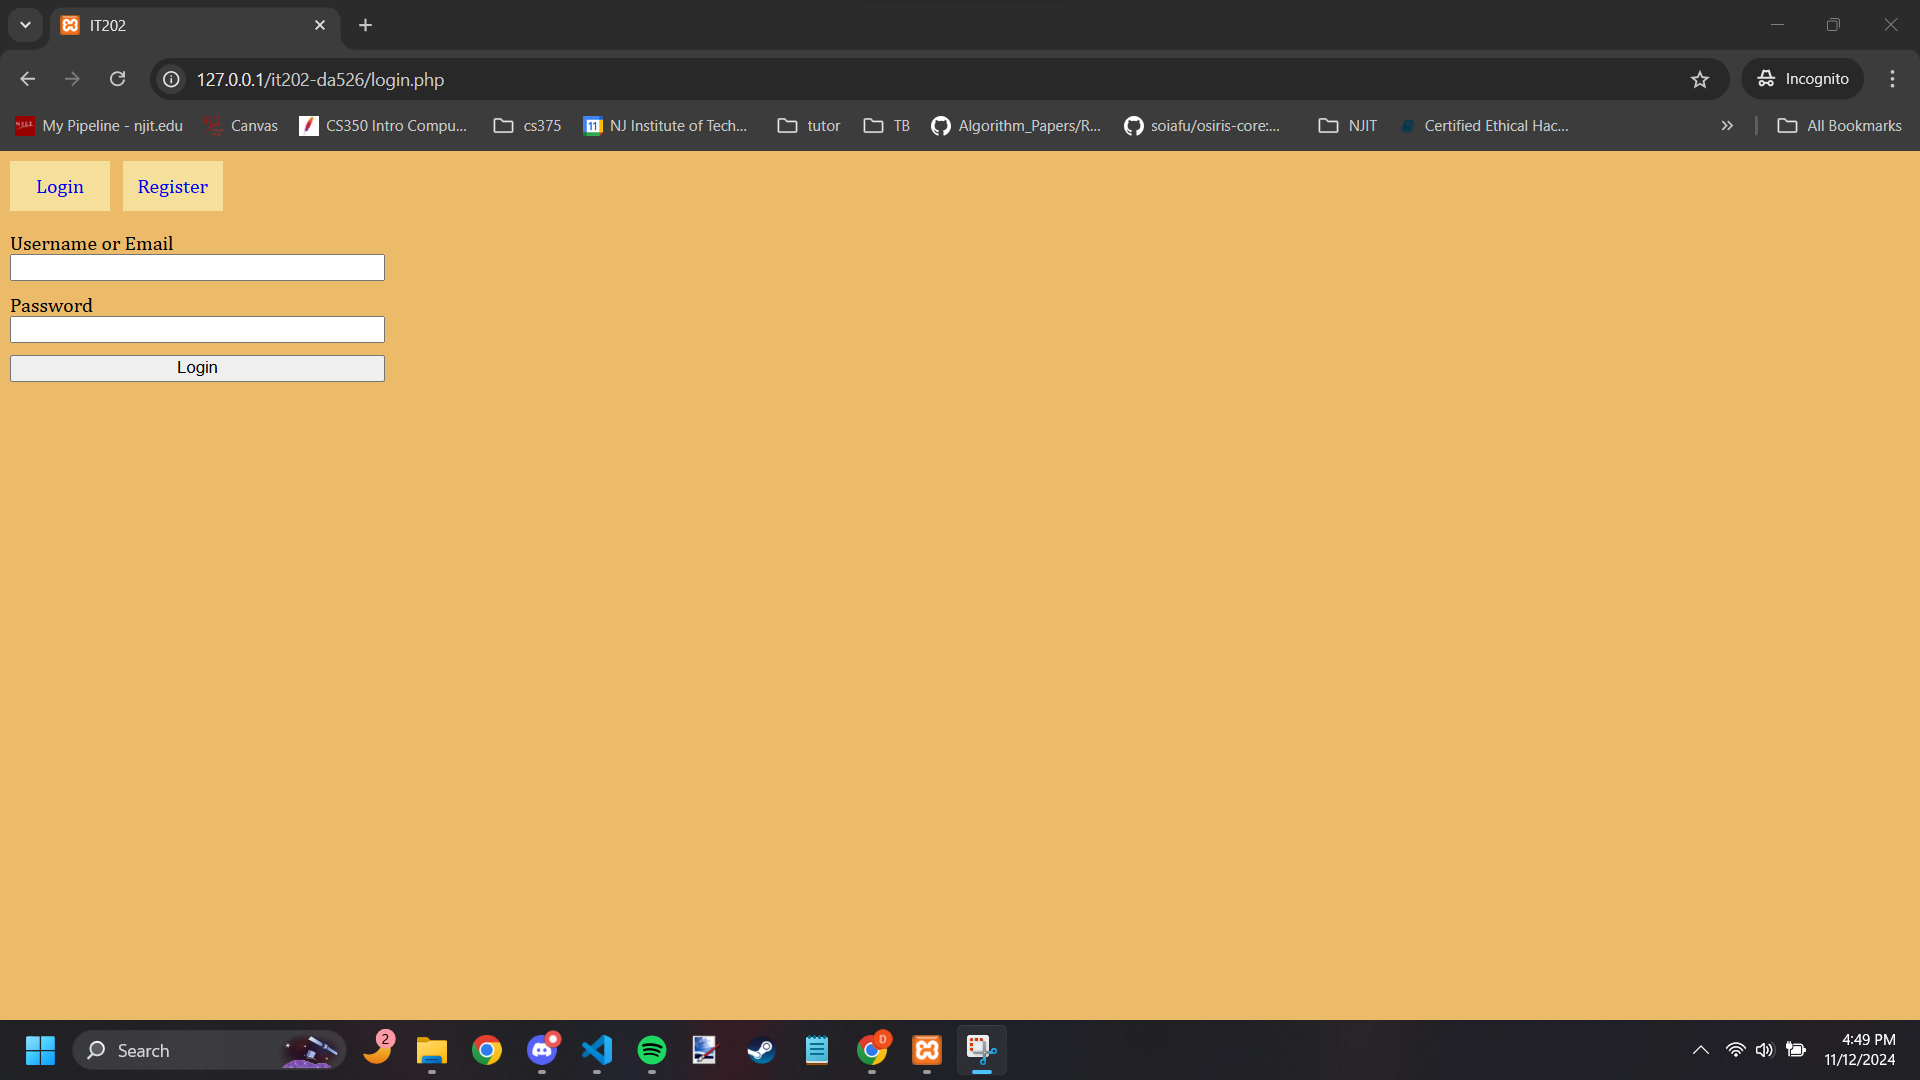 IT202
127.0.0.1/it202-da526/login.php
Incognito
My Pipeline - njit.edu
Canvas
CS350 Intro Compu...
cs375
11
NJ Institute of Tech...
tutor
TB
Algorithm_Papers/R...
soiafu/osiris-core:...
NJIT
Certified Ethical Hac...
All Bookmarks
Login
Register
Username or Email
Password
Login
Search
2
D
4:49 PM
11/12/2024